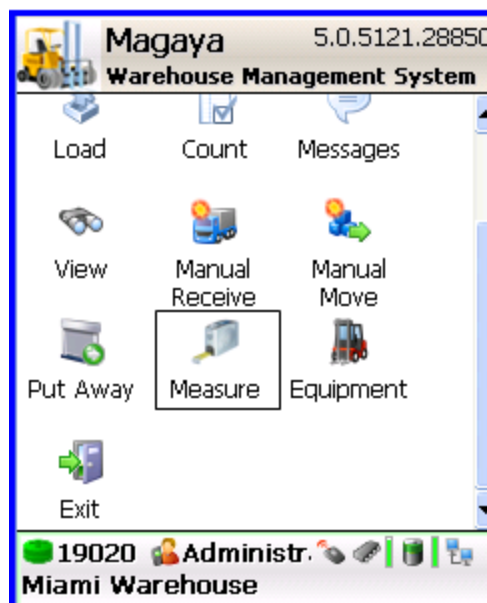 Magaya 5.0.5121.28850
Warehouse Management System
Load Count Messages
View Manual Receive Manual Move
Put Away Measure Equipment
Exit
19020 Administr.
Miami Warehouse